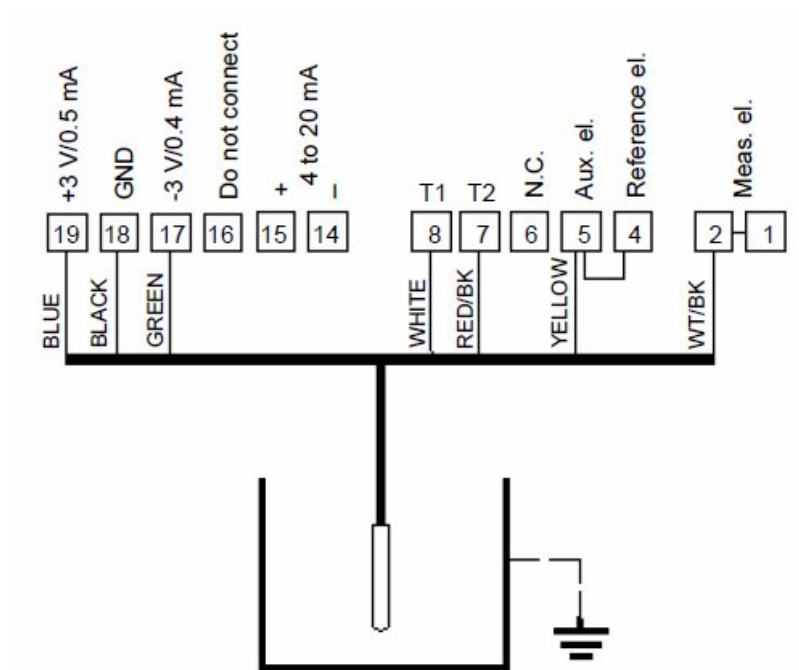 +3 V/0.5 mA
GND
-3 V/0.4 mA
Do not connect
+
4 to 20 mA
–
T1
T2
N.C.
Aux. el.
Reference el.
Meas. el.
19
18
17
16
15
14
8
7
6
5
4
2
1
BLUE
BLACK
GREEN
WHITE
RED/BK
YELLOW
WT/BK